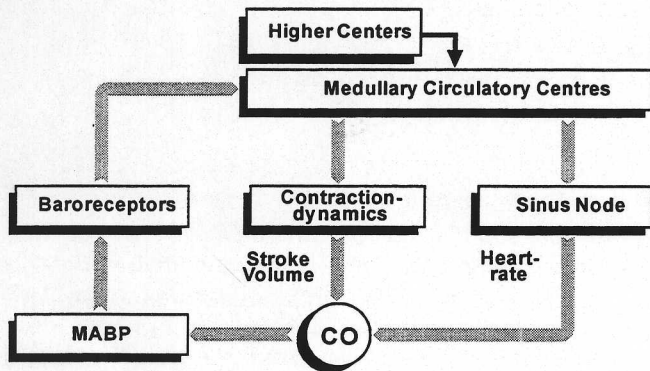 Higher Centers
Medullary Circulatory Centres
Baroreceptors
Contraction-
dynamics
Sinus Node
Stroke
Volume
Heart-
rate
MABP
CO